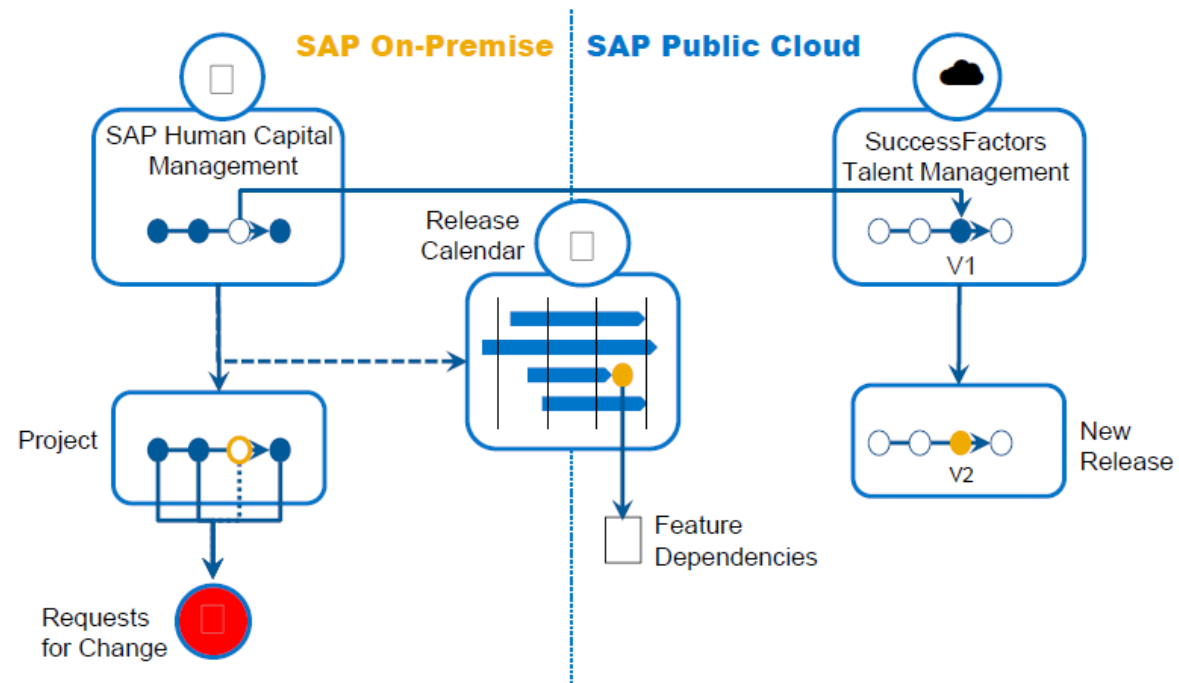 SAP On-Premise
SAP Public Cloud
SAP Human Capital
Management
SuccessFactors
Talent Management
V1
Release
Calendar
Project
V2
New
Release
Feature
Dependencies
Requests
for Change